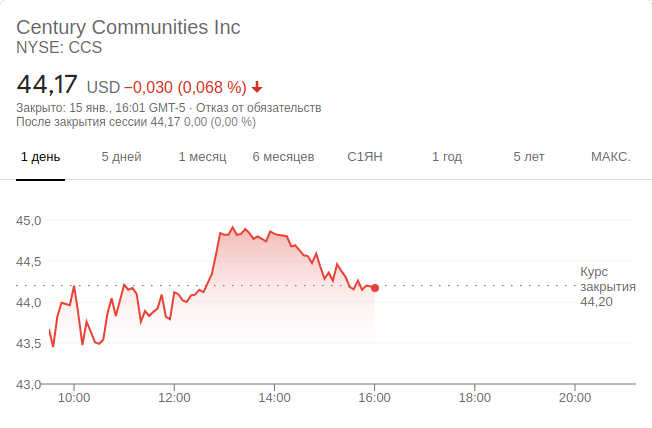 Century Communities Inc
NYSE: CCS
44,17 USD −0,030 (0,068 %)
Закрыто: 15 янв., 16:01 GMT-5 · Отказ от обязательств
После закрытия сессии 44,17 0,00 (0,00 %)
1 день 5 дней 1 месяц 6 месяцев С1ЯН 1 год 5 лет МАКС.
45,0
44,5
Курс
закрытия
44,20
44,0
43,5
43,0
10:00 12:00 14:00 16:00 18:00 20:00